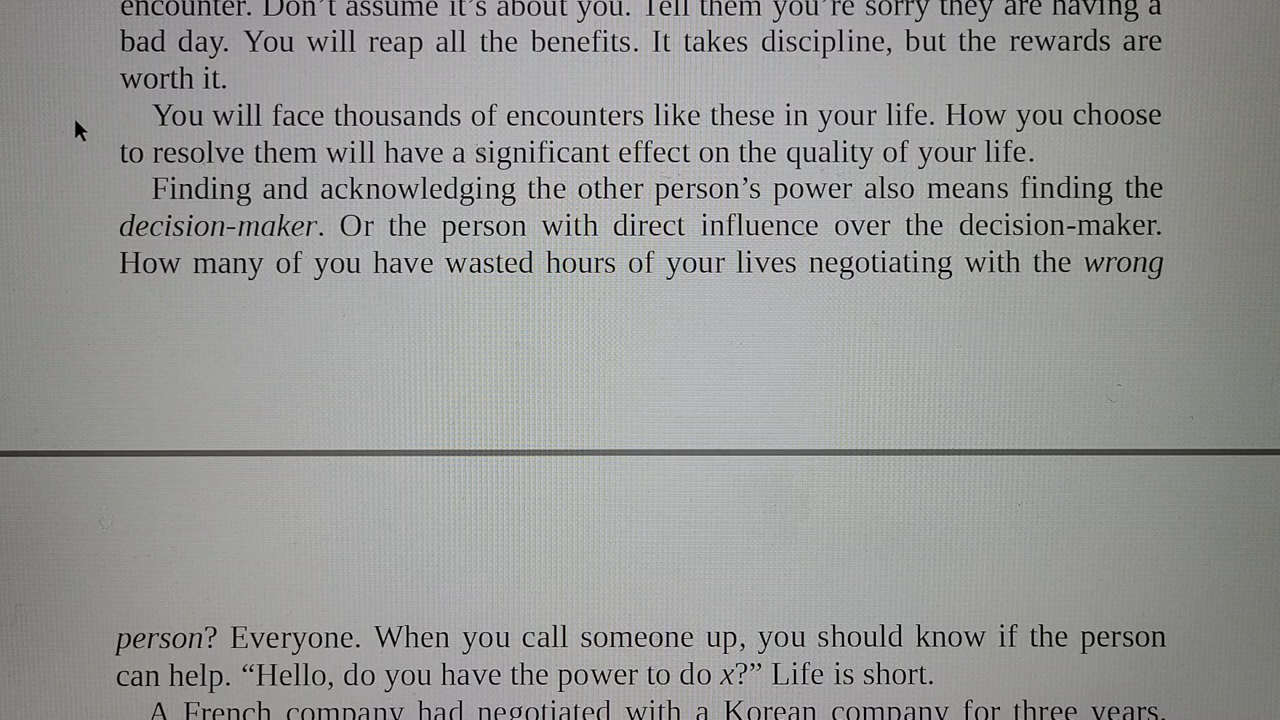 encounter. Don’t assume it’s about you. Tell them you’re sorry they are having a
bad day. You will reap all the benefits. It takes discipline, but the rewards are
worth it.
You will face thousands of encounters like these in your life. How you choose
to resolve them will have a significant effect on the quality of your life.
Finding and acknowledging the other person’s power also means finding the
decision-maker. Or the person with direct influence over the decision-maker.
How many of you have wasted hours of your lives negotiating with the wrong
person? Everyone. When you call someone up, you should know if the person
can help. “Hello, do you have the power to do x?” Life is short.
A French company had negotiated with a Korean company for three years,